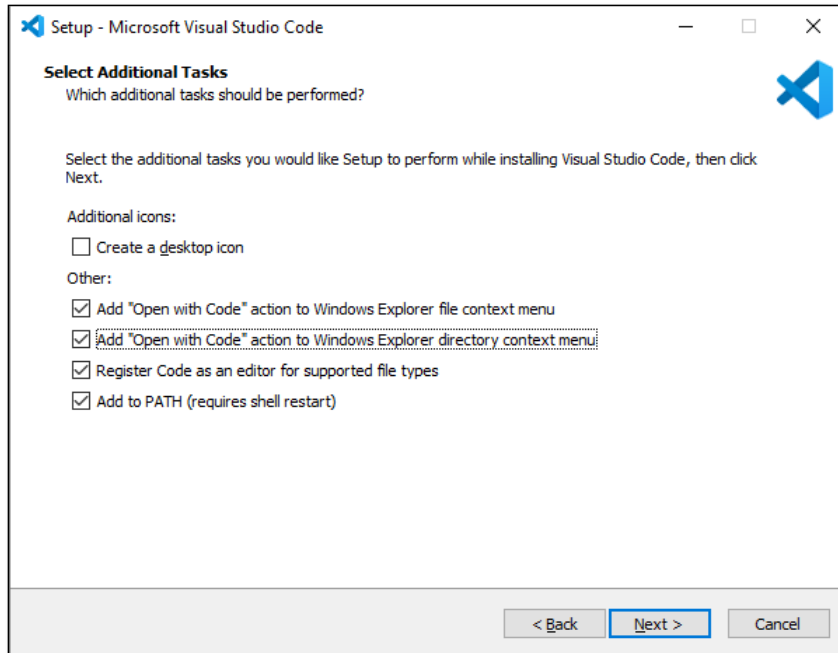 Setup - Microsoft Visual Studio Code
Select Additional Tasks
Which additional tasks should be performed?
Select the additional tasks you would like Setup to perform while installing Visual Studio Code, then click
Next.
Additional icons:
Create a desktop icon
Other:
Add "Open with Code" action to Windows Explorer file context menu
Add "Open with Code" action to Windows Explorer directory context menu
Register Code as an editor for supported file types
Add to PATH (requires shell restart)
< Back Next > Cancel